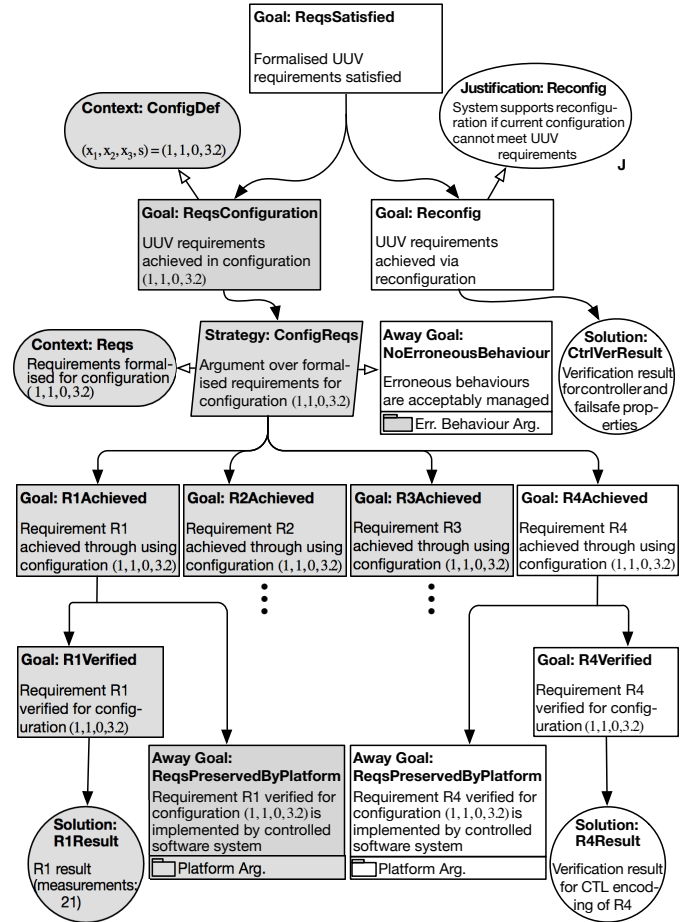 Goal: ReqsSatisfied
Formalised UUV
requirements satisfied
Context: ConfigDef
(x1, x2, x3, s) = (1, 1, 0, 3.2)
Justification: Reconfig
System supports reconfigu-
ration if current configuration
cannot meet UUV
requirements
J
Goal: ReqsConfiguration
UUV requirements
achieved in configuration
(1, 1, 0, 3.2)
Goal: Reconfig
UUV requirements
achieved via
reconfiguration
Context: Reqs
Requirements formal-
ised for configuration
(1, 1, 0, 3.2)
Strategy: ConfigReqs
Argument over formal-
ised requirements for
configuration (1, 1, 0, 3.2)
Away Goal:
NoErroneousBehaviour
Erroneous behaviours
are acceptably managed
Err. Behaviour Arg.
Solution:
CtrlVerResult
Verification result
for controller and
failsafe prop-
erties
Goal: R1Achieved
Requirement R1
achieved through using
configuration (1, 1, 0, 3.2)
Goal: R2Achieved
Requirement R2
achieved through using
configuration (1, 1, 0, 3.2)
Goal: R3Achieved
Requirement R3
achieved through using
configuration (1, 1, 0, 3.2)
Goal: R4Achieved
Requirement R4
achieved through using
configuration (1, 1, 0, 3.2)
Goal: R1Verified
Requirement R1
verified for config-
uration (1, 1, 0, 3.2)
Goal: R4Verified
Requirement R4
verified for config-
uration (1, 1, 0, 3.2)
Away Goal:
ReqsPreservedByPlatform
Requirement R1 verified for
configuration (1, 1, 0, 3.2) is
implemented by controlled
software system
Platform Arg.
Away Goal:
ReqsPreservedByPlatform
Requirement R4 verified for
configuration (1, 1, 0, 3.2) is
implemented by controlled
software system
Platform Arg.
Solution:
R1Result
R1 result
(measurements:
21)
Solution:
R4Result
Verification result
for CTL encod-
ing of R4